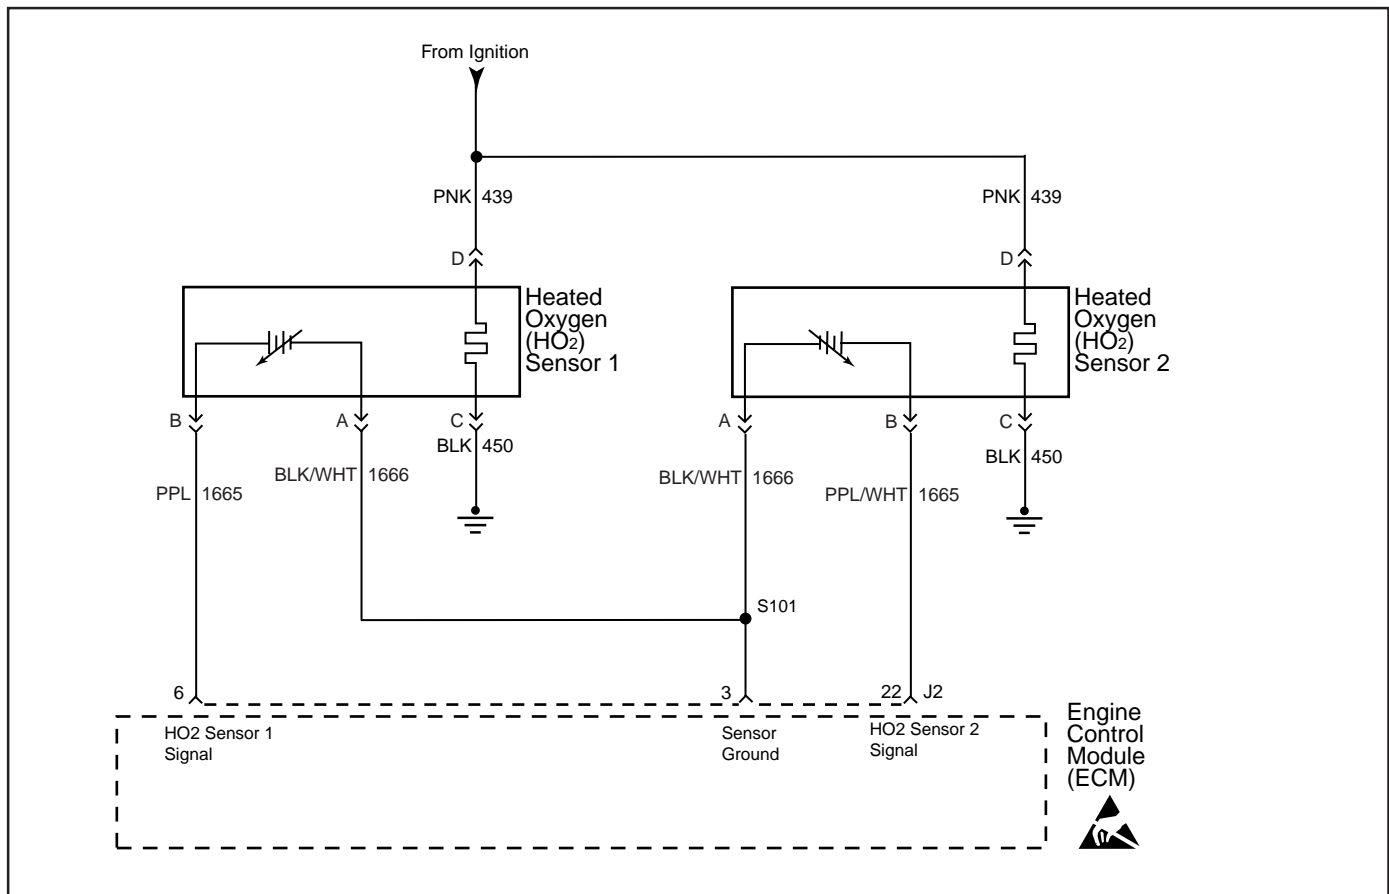 From Ignition
PNK 439
PNK 439
D
D
Heated
Oxygen
(HO2)
Sensor 1
Heated
Oxygen
(HO2)
Sensor 2
B
A
C
A
B
C
BLK 450
BLK 450
BLK/WHT 1666
BLK/WHT 1666
PPL 1665
PPL/WHT 1665
S101
6
3
22 J2
HO2 Sensor 1
Signal
Sensor
Ground
HO2 Sensor 2
Signal
Engine
Control
Module
(ECM)